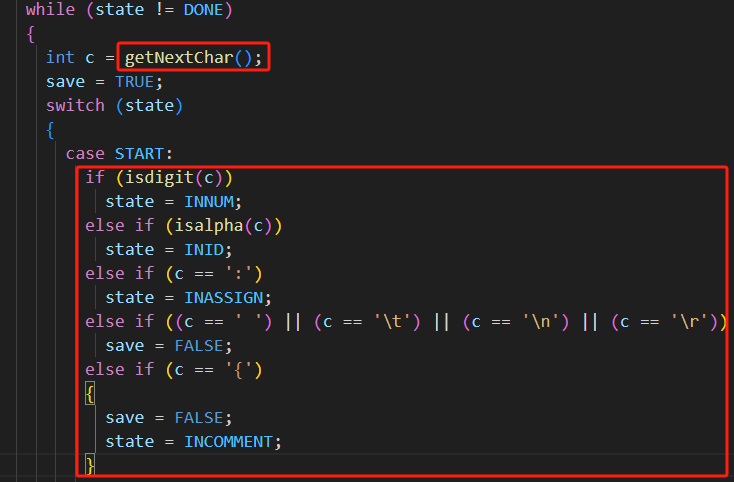 while (state != DONE)
{
int c = getNextChar();
save = TRUE;
switch (state)
{
case START:
if (isdigit(c))
state = INNUM;
else if (isalpha(c))
state = INID;
else if (c == ':')
state = INASSIGN;
else if ((c == ' ') || (c == '\t') || (c == '\n') || (c == '\r'))
save = FALSE;
else if (c == '{')
{
save = FALSE;
state = INCOMMENT;
}